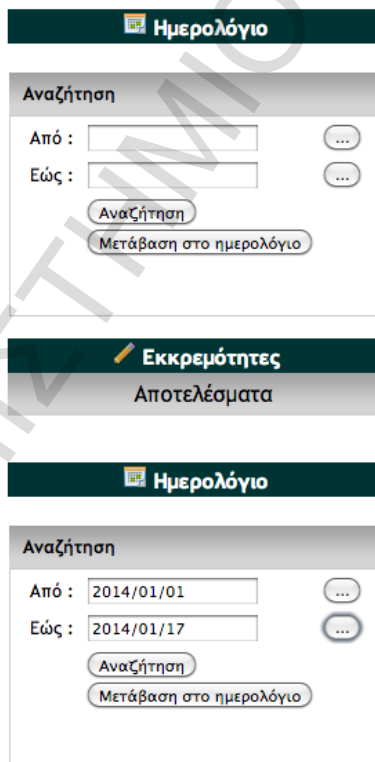 Ημερολόγιο
Αναζήτηση
Από :
...
Εώς :
...
Αναζήτηση
Μετάβαση στο ημερολόγιο
Εκκρεμότητες
Αποτελέσματα
Ημερολόγιο
Αναζήτηση
Από : 2014/01/01
...
Εώς : 2014/01/17
...
Αναζήτηση
Μετάβαση στο ημερολόγιο